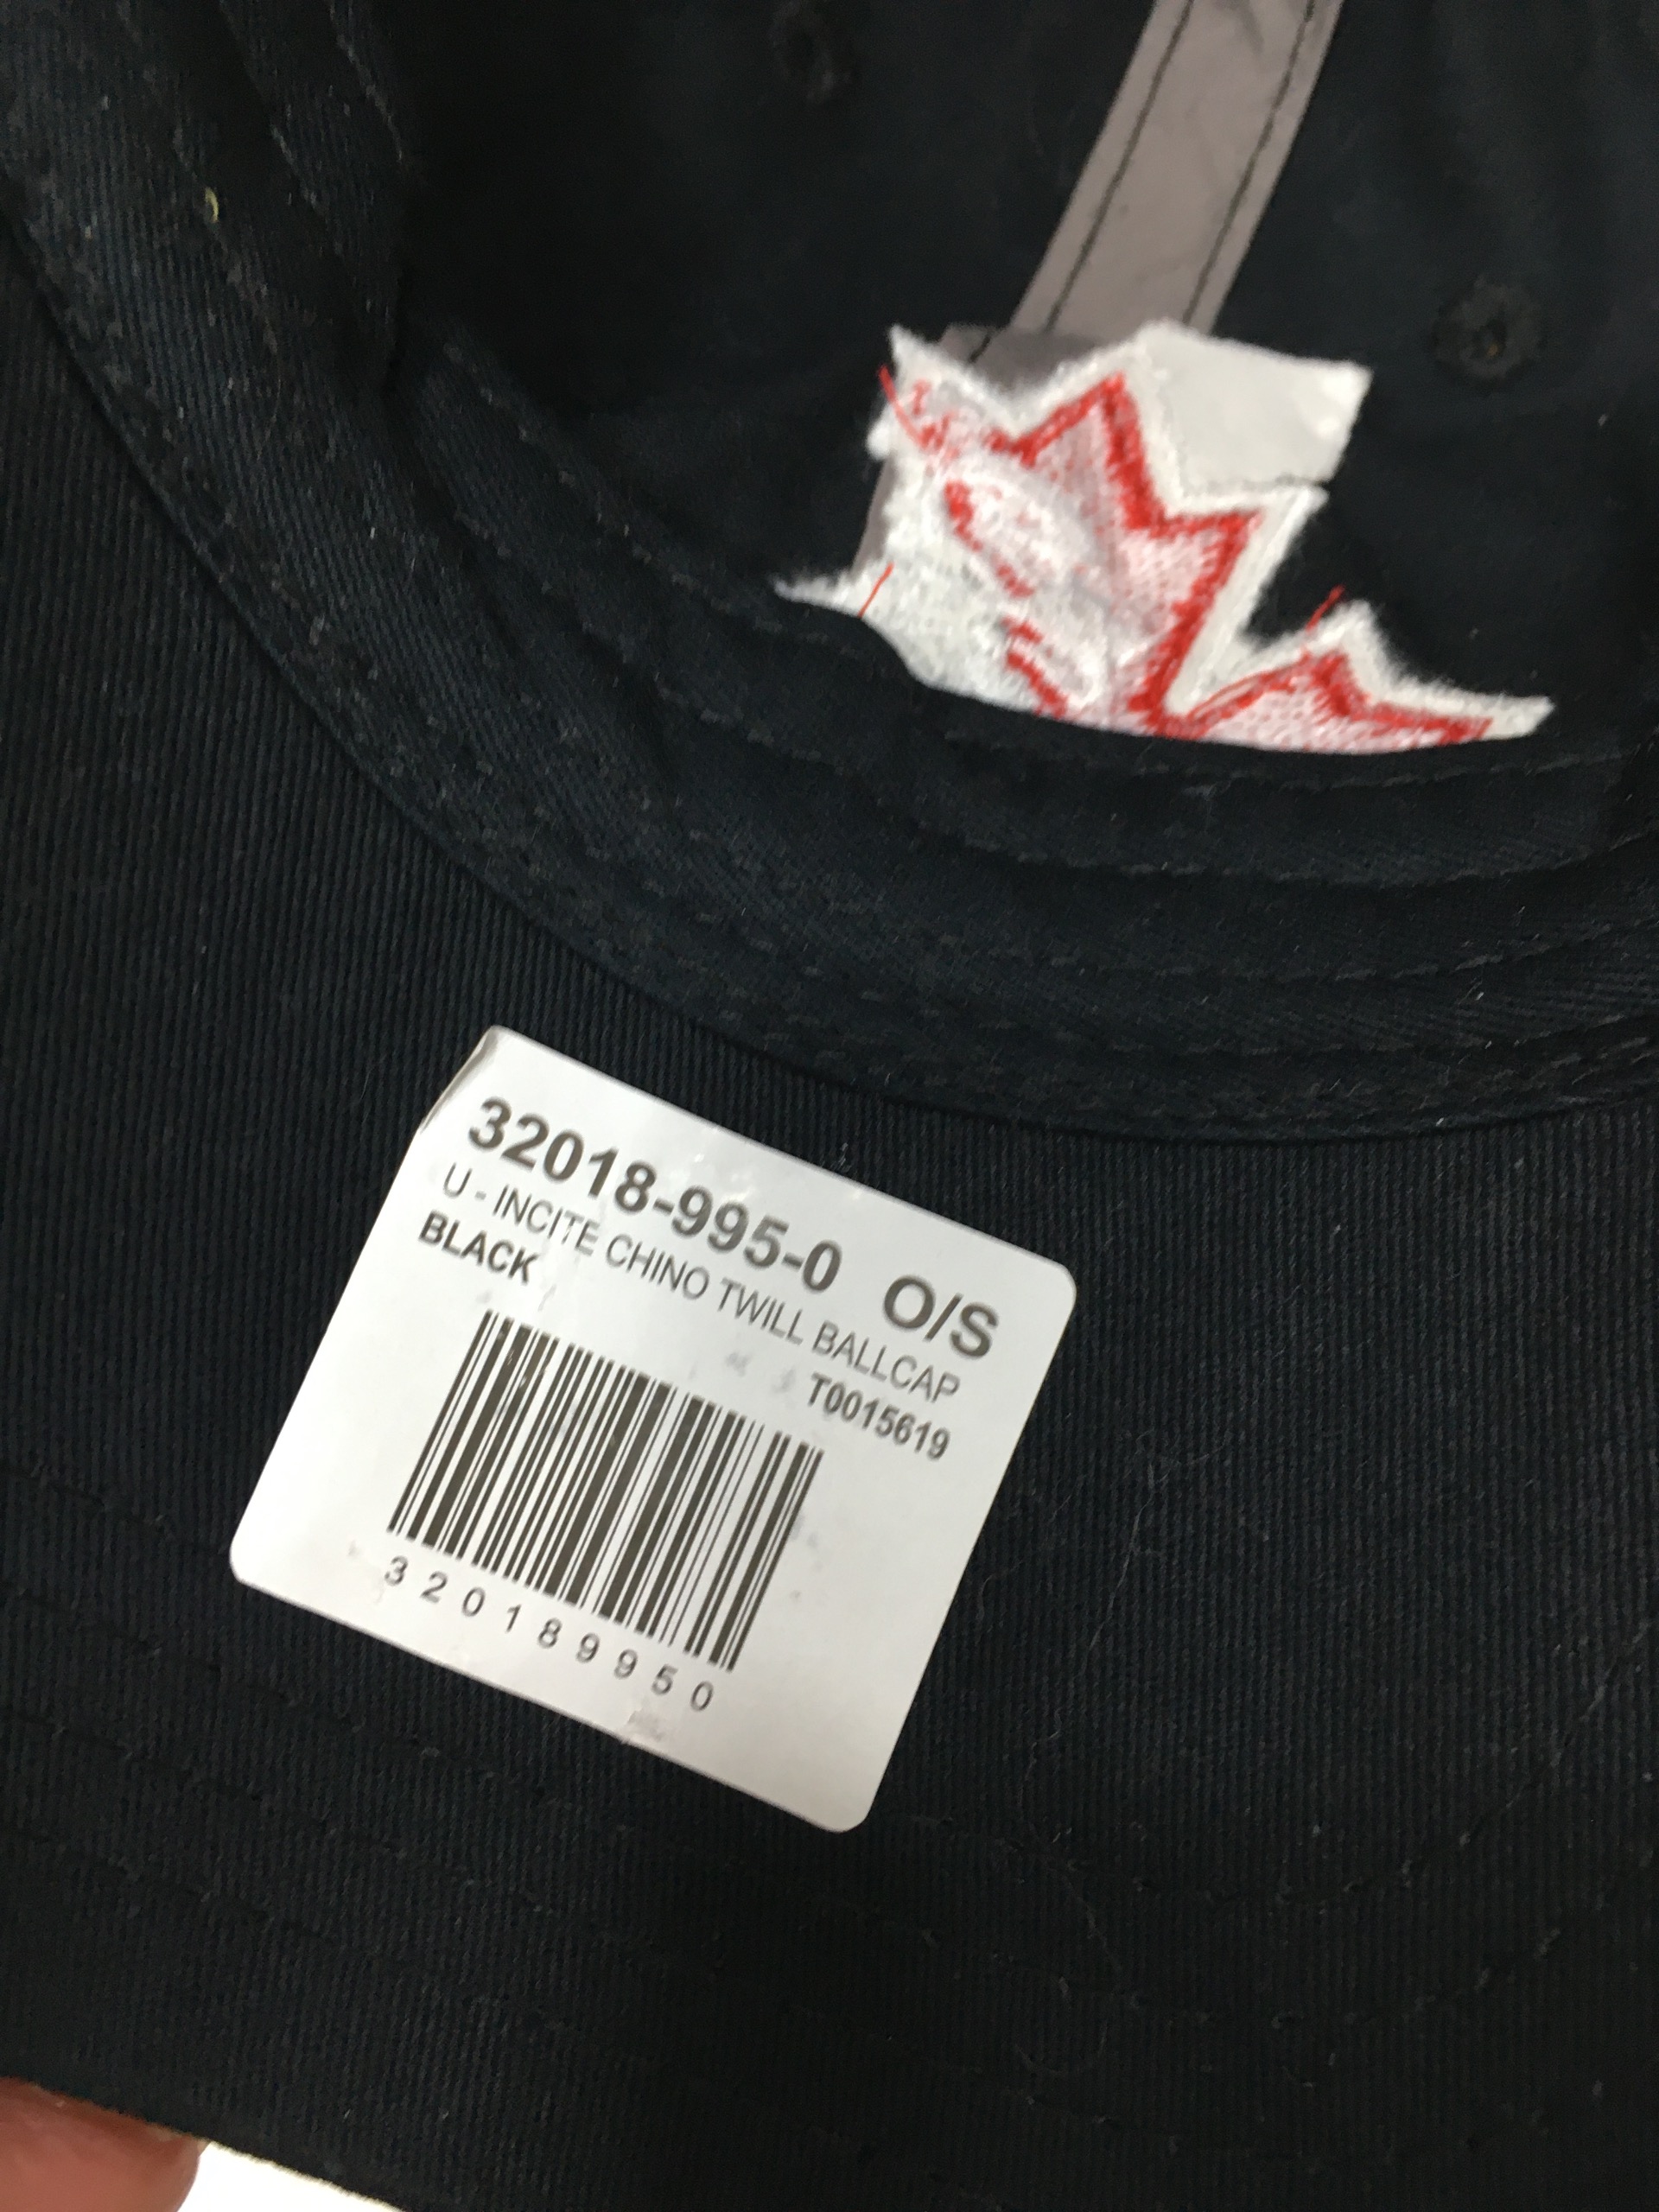 32018-995-0 O/S
U - INCITE CHINO TWILL BALLCAP
BLACK
T0015619
320189950